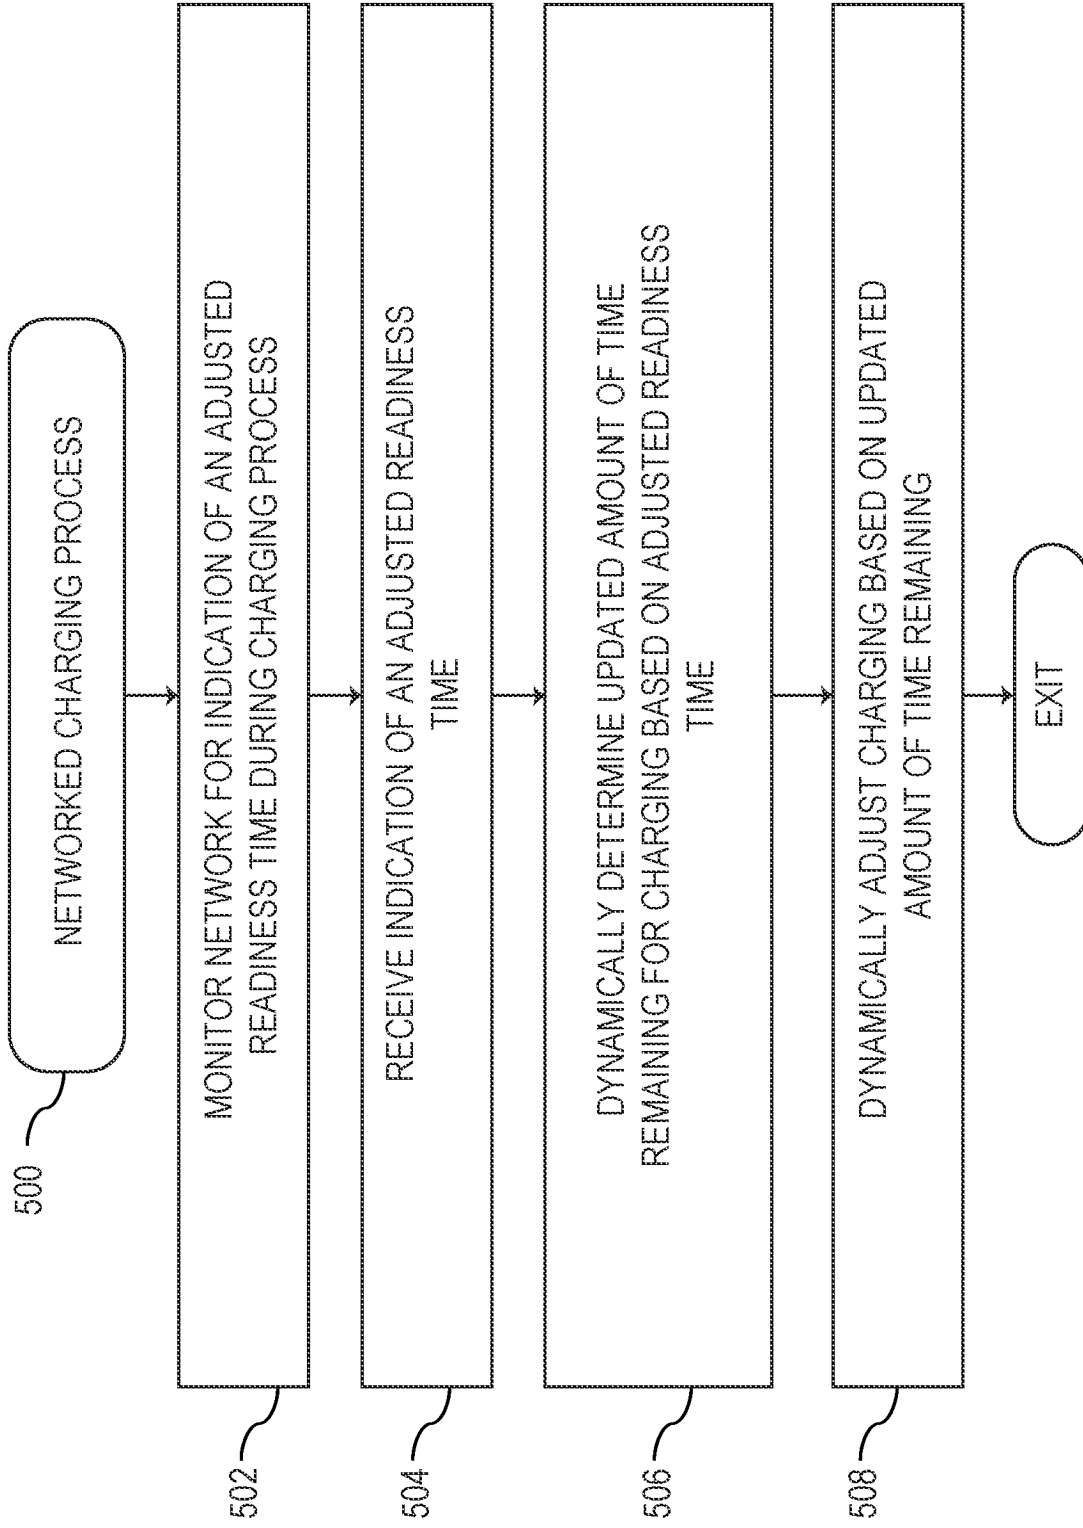 500
NETWORKED CHARGING PROCESS
502
MONITOR NETWORK FOR INDICATION OF AN ADJUSTED
READINESS TIME DURING CHARGING PROCESS
504
RECEIVE INDICATION OF AN ADJUSTED READINESS
TIME
506
DYNAMICALLY DETERMINE UPDATED AMOUNT OF TIME
REMAINING FOR CHARGING BASED ON ADJUSTED READINESS
TIME
508
DYNAMICALLY ADJUST CHARGING BASED ON UPDATED
AMOUNT OF TIME REMAINING
EXIT